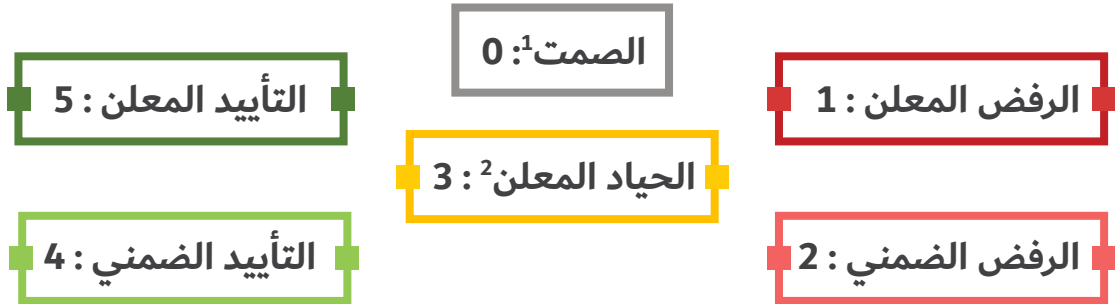 الصمت¹: 0
الرفض المعلن : 1
التأييد المعلن : 5
الحياد المعلن² : 3
الرفض الضمني : 2
التأييد الضمني : 4